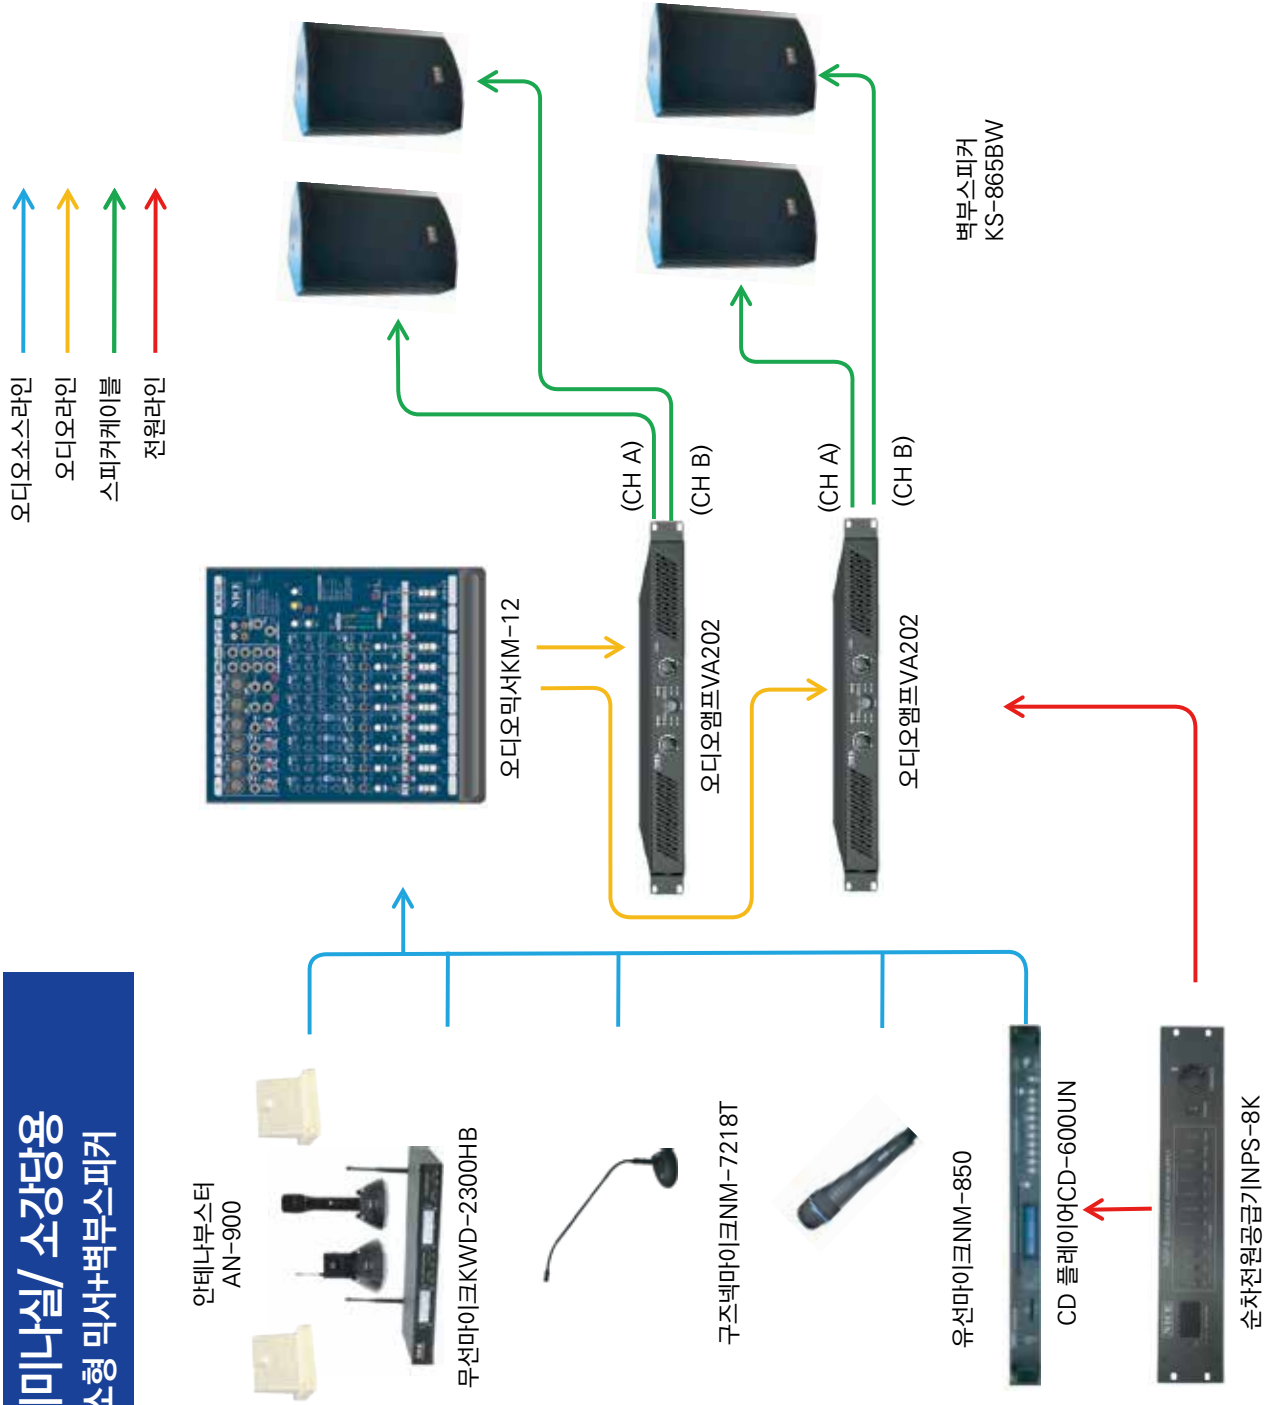 미나실/ 소강당용
소형 믹서+벽부스피커
오디오소스라인
오디오라인
스피커케이블
전원라인
안테나부스터
AN-900
무선마이크KWD-2300HB
구즈넥마이크NM-7218T
유선마이크NM-850
CD 플레이어CD-600UN
순차전원공급기NPS-8K
오디오믹서KM-12
오디오앰프VA202
(CH A)
(CH B)
오디오앰프VA202
(CH A)
(CH B)
벽부스피커
KS-865BW